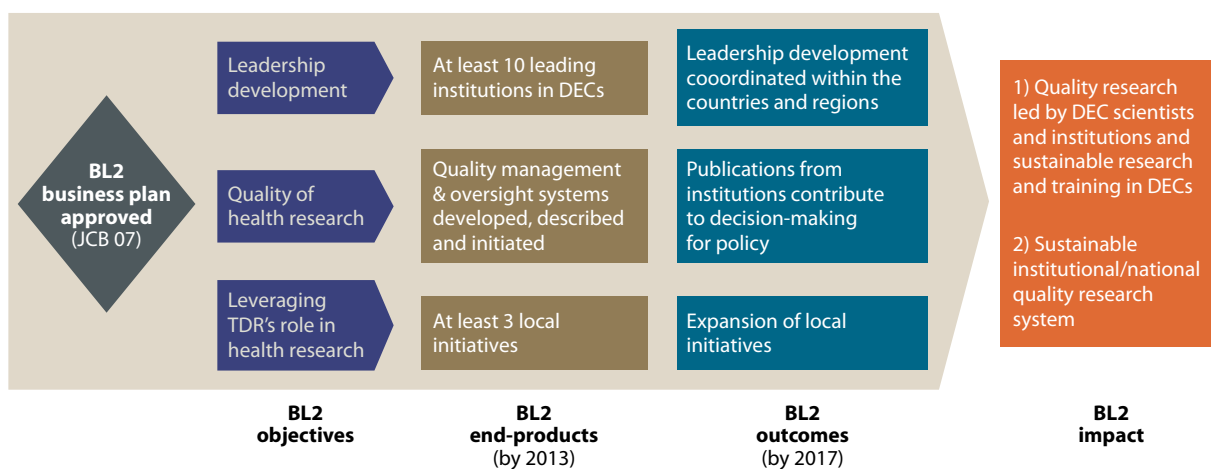 BL2
business plan
approved
(JCB 07)
Leadership
development
At least 10 leading
institutions in DECs
Leadership development
cooordinated within the
countries and regions
Quality of
health research
Quality management
& oversight systems
developed, described
and initiated
Publications from
institutions contribute
to decision-making
for policy
Leveraging
TDR's role in
health research
At least 3 local
initiatives
Expansion of local
initiatives
1) Quality research
led by DEC scientists
and institutions and
sustainable research
and training in DECs
2) Sustainable
institutional/national
quality research
system
BL2
objectives
BL2
end-products
(by 2013)
BL2
outcomes
(by 2017)
BL2
impact